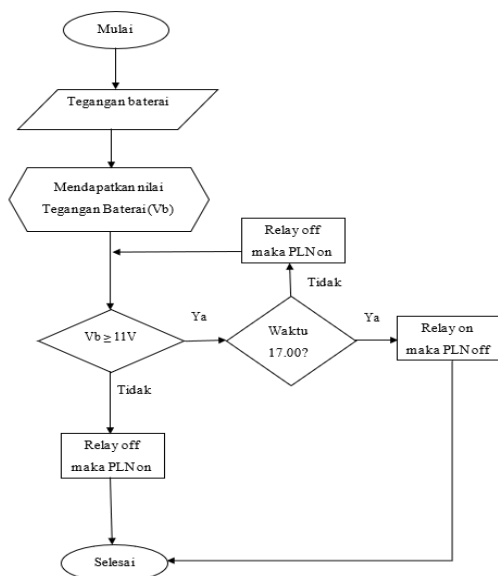 Mulai
Tegangan baterai
Mendapatkan nilai
Tegangan Baterai (Vb)
Relay off
maka PLN on
Tidak
Vb ≥ 11V
Ya
Waktu
17.00?
Ya
Relay on
maka PLN off
Tidak
Relay off
maka PLN on
Selesai